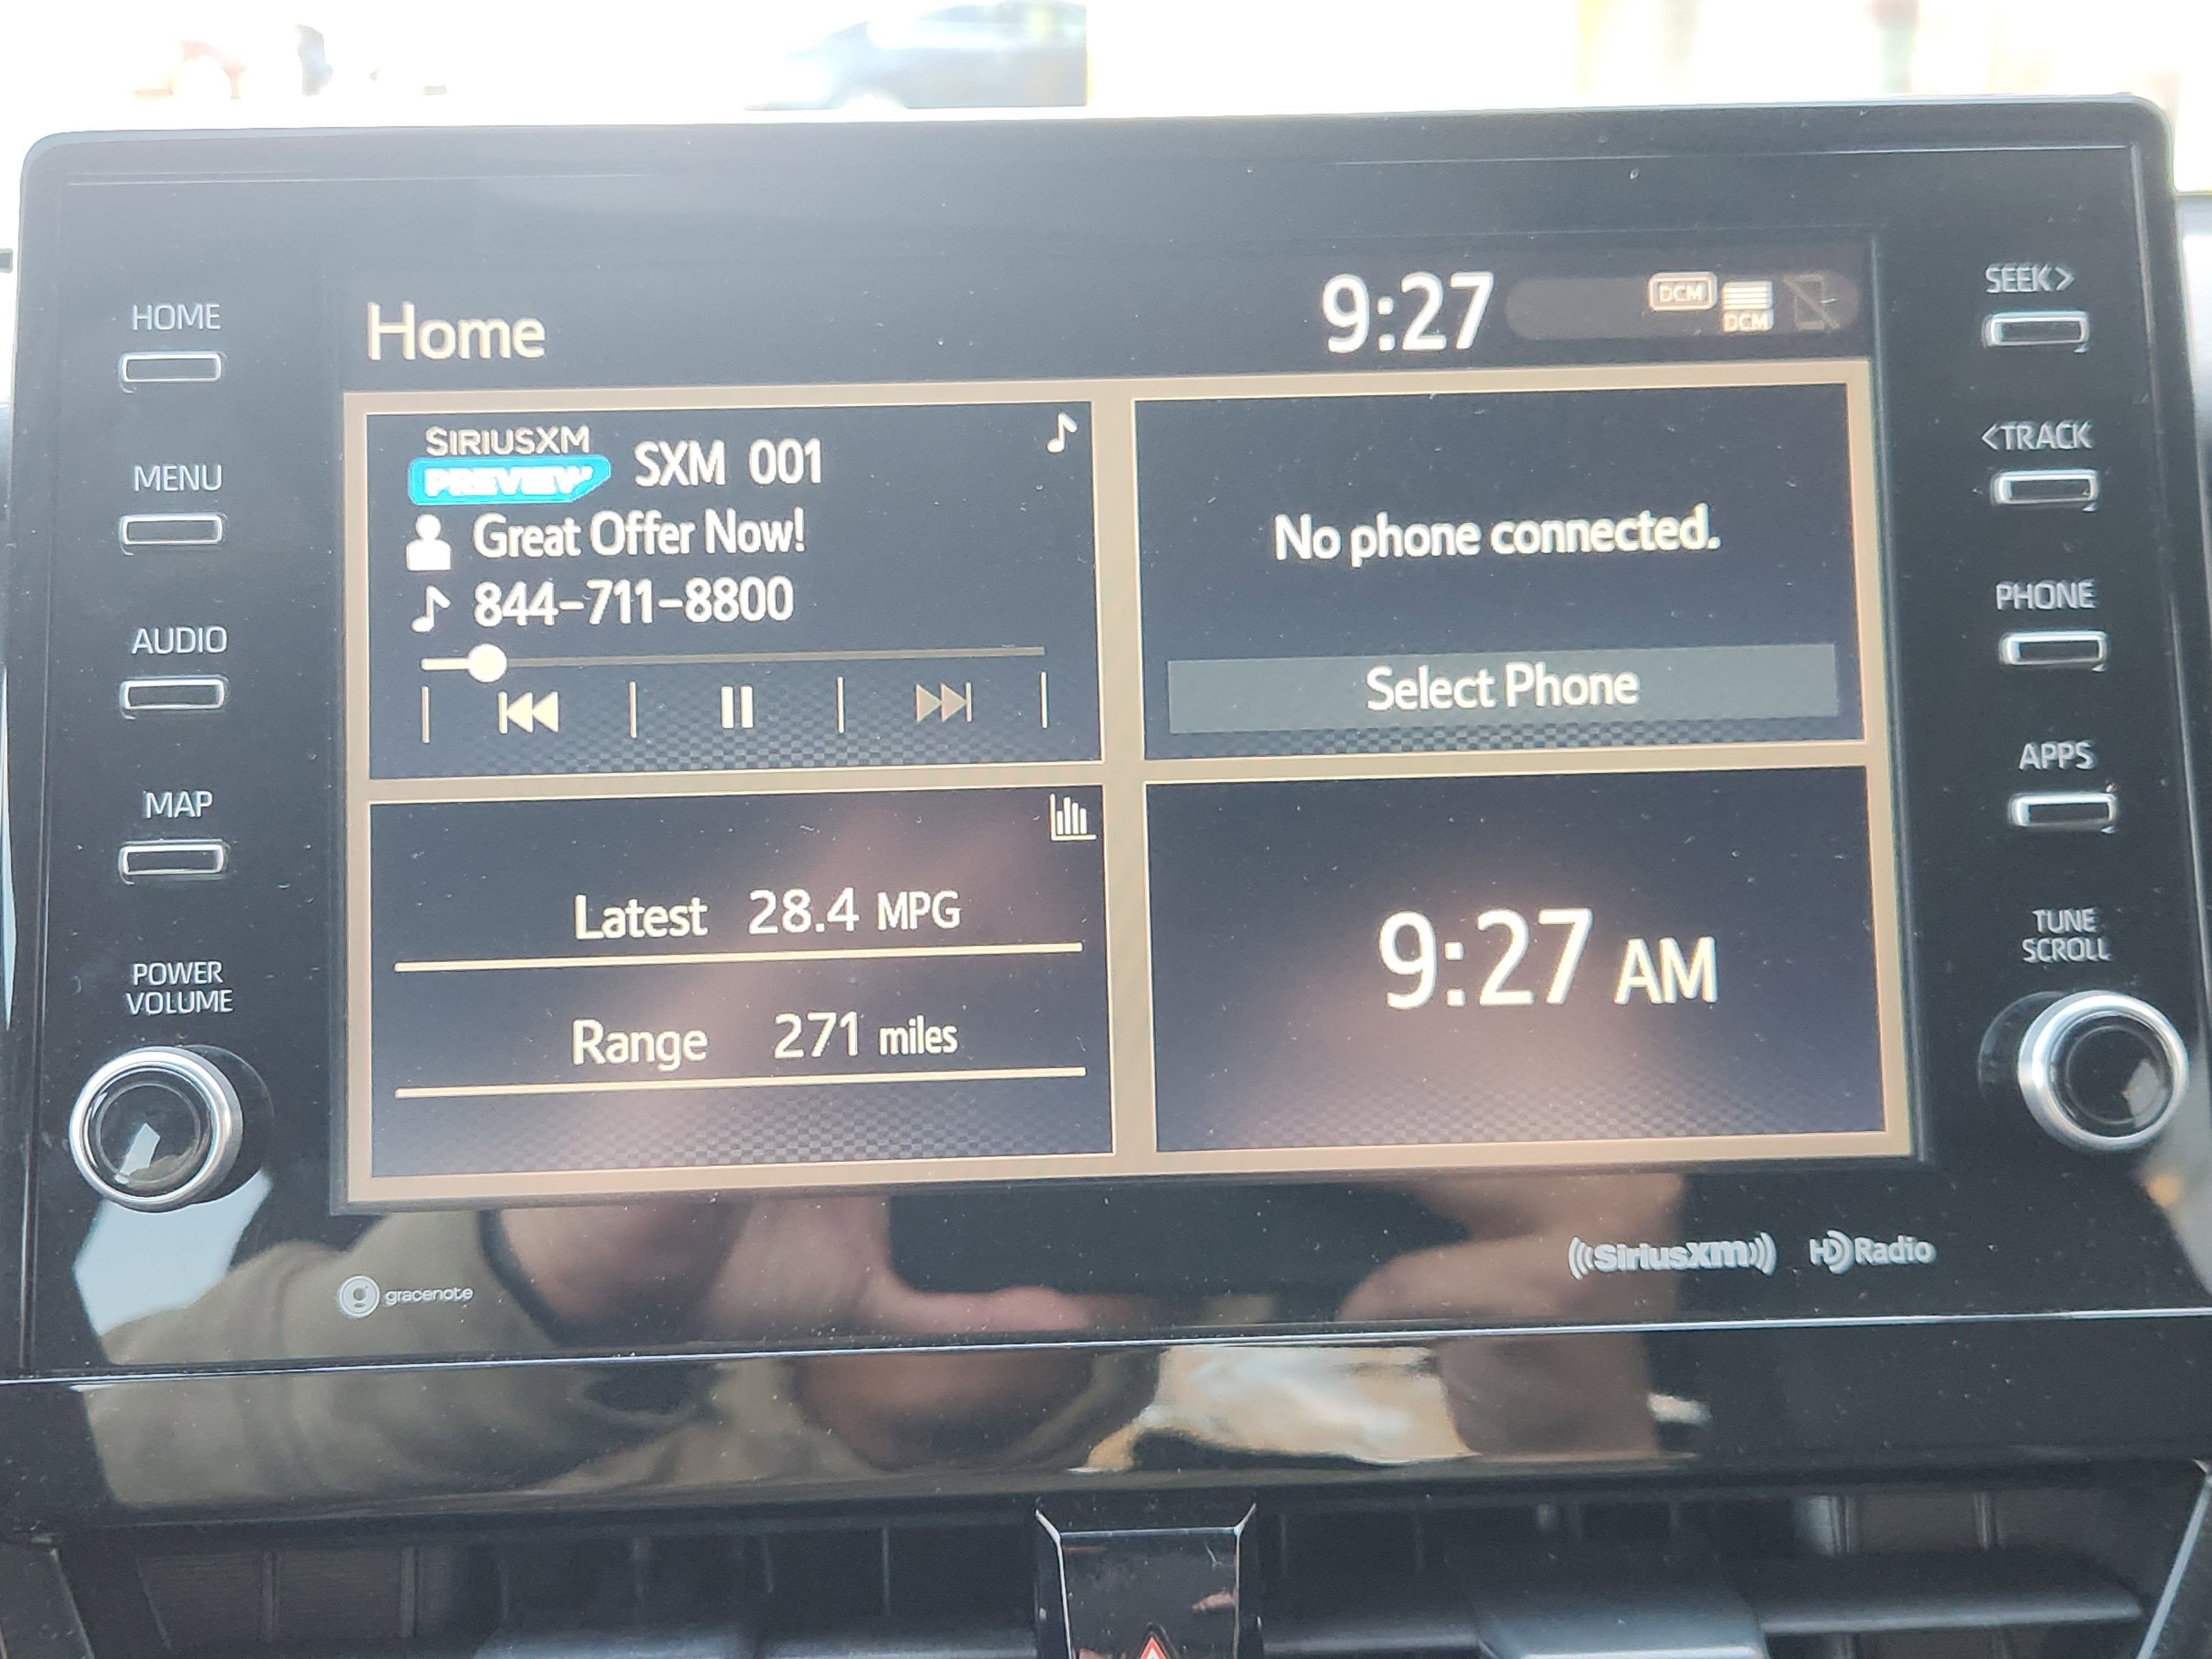 HOME
MENU
AUDIO
MAP
POWER
VOLUME
Home
9:27
DCM
DCM
SIRIUSXM
PREVIEW
SXM 001
Great Offer Now!
844-711-8800
No phone connected.
Select Phone
Latest 28.4 MPG
Range 271 miles
9:27 AM
SEEK>
<TRACK
PHONE
APPS
TUNE
SCROLL
gracenote
((SiriusXM))
HD Radio